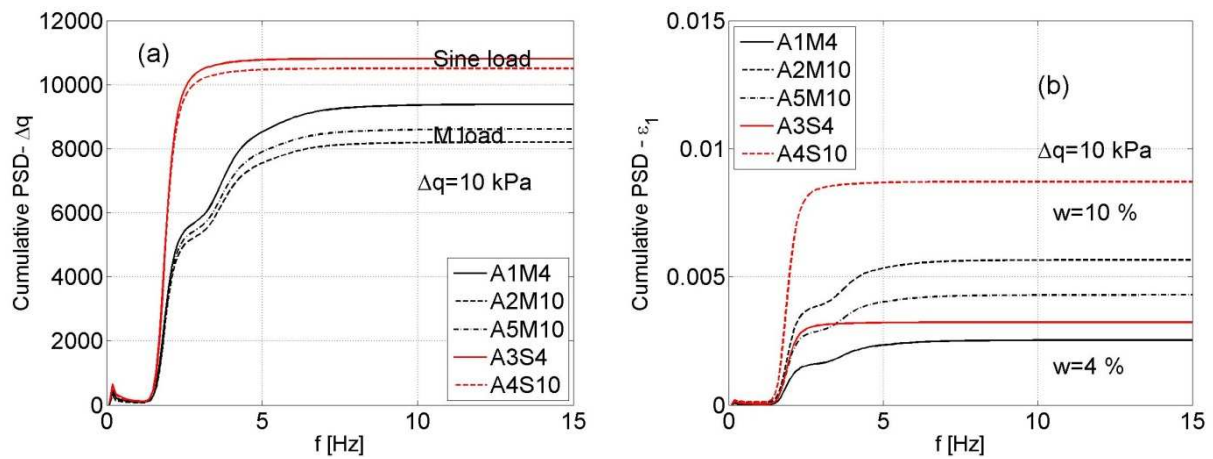 12000
10000
8000
6000
4000
2000
0
Cumulative PSD- Δq
(a)
Sine load
M load
Δq=10 kPa
A1M4
A2M10
A5M10
A3S4
A4S10
0 5 10 15
f [Hz]
0.015
0.01
0.005
0
Cumulative PSD - ε1
A1M4
A2M10
A5M10
A3S4
A4S10
(b)
Δq=10 kPa
w=10 %
w=4 %
0 5 10 15
f [Hz]